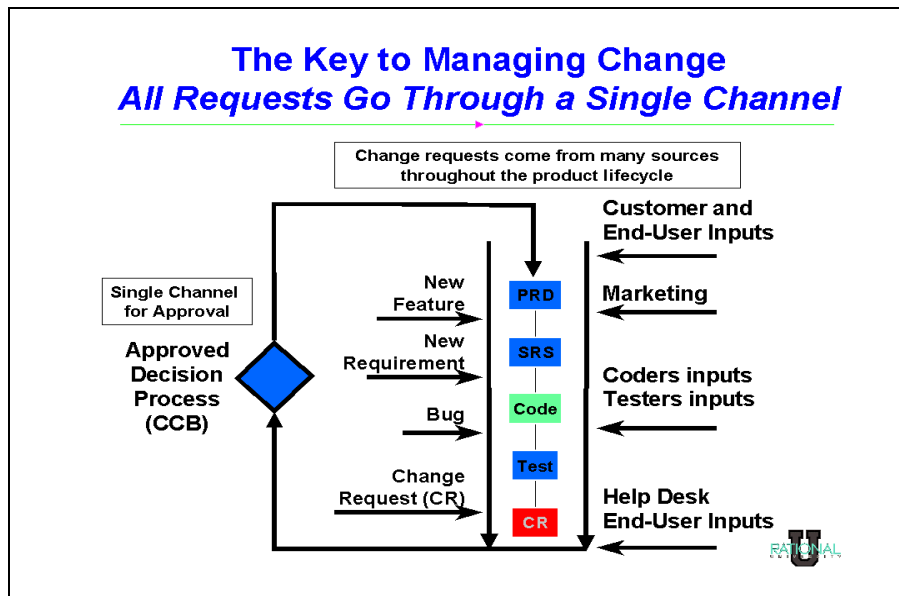 The Key to Managing Change
All Requests Go Through a Single Channel
Change requests come from many sources
throughout the product lifecycle
Customer and
End-User Inputs
Single Channel
for Approval
Approved
Decision
Process
(CCB)
New
Feature
New
Requirement
Bug
Change
Request (CR)
PRD
SRS
Code
Test
CR
Marketing
Coders inputs
Testers inputs
Help Desk
End-User Inputs
U
RATIONAL
UNIVERSITY